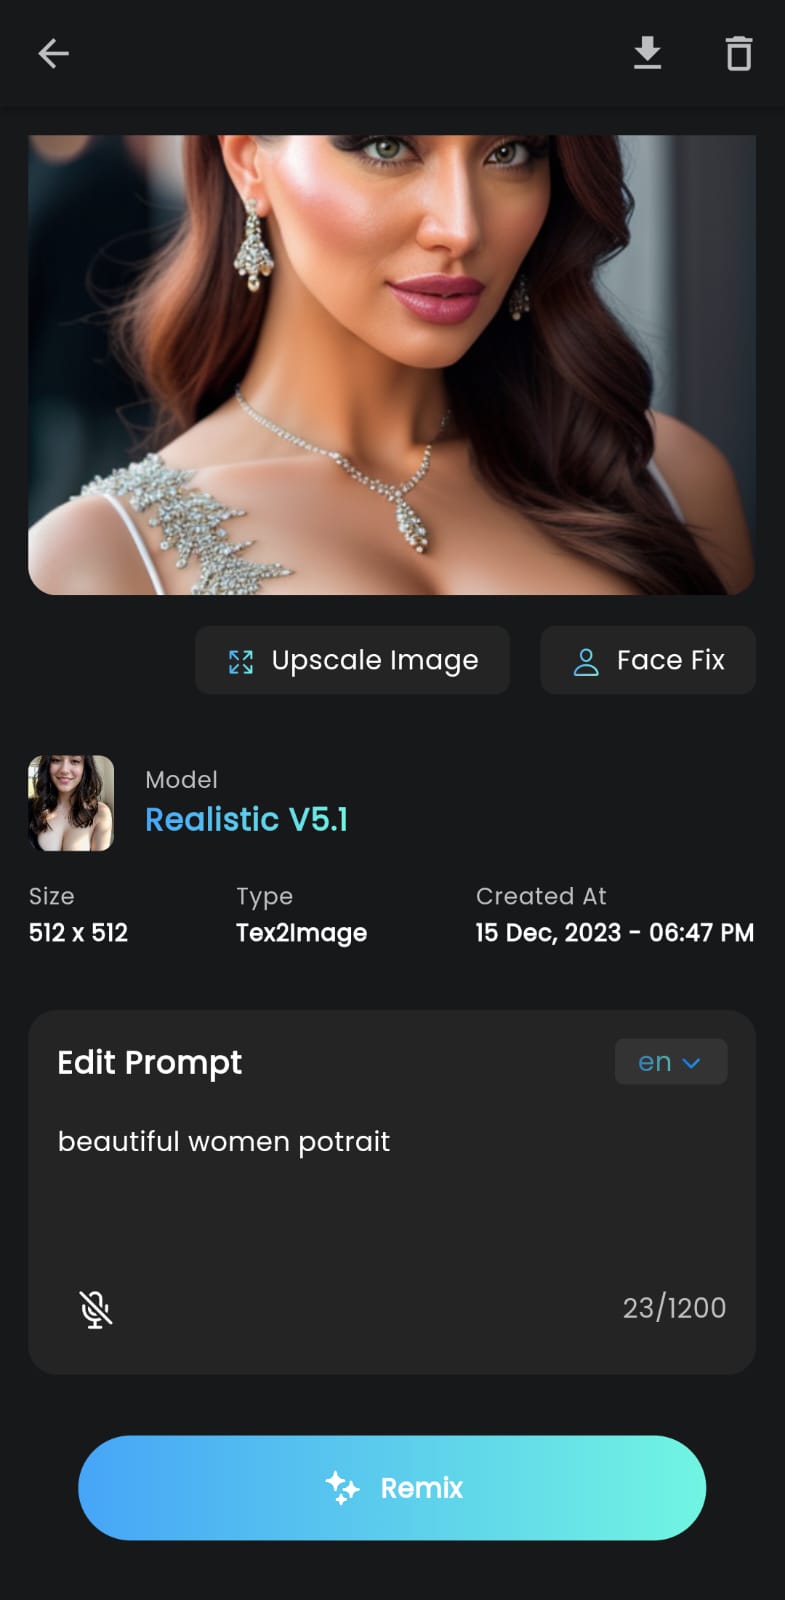 Upscale Image
Face Fix
Model
Realistic V5.1
Size
Type
Created At
512 x 512
Tex2Image
15 Dec, 2023 - 06:47 PM
Edit Prompt
en
beautiful women potrait
23/1200
Remix